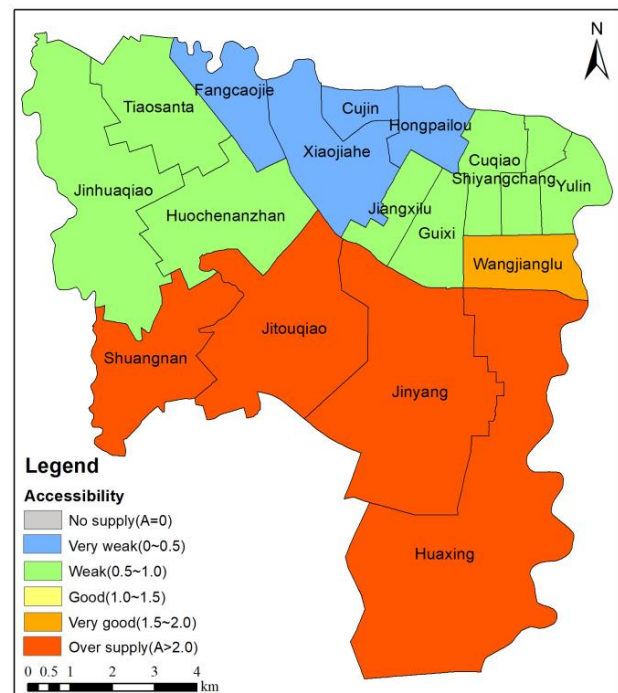 N
Fangcaojie
Tiaosanta
Cujin
Hongpailou
Xiaojiahe
Cuqiao
Shiyangchang
Yulin
Jinhuaqiao
Huochenanzhan
Jiangxilu
Guixi
Wangjianglu
Shuangnan
Jitouqiao
Jinyang
Huaxing
Legend
Accessibility
No supply(A=0)
Very weak(0~0.5)
Weak(0.5~1.0)
Good(1.0~1.5)
Very good(1.5~2.0)
Over supply(A>2.0)
0 0.5 1 2 3 4
km